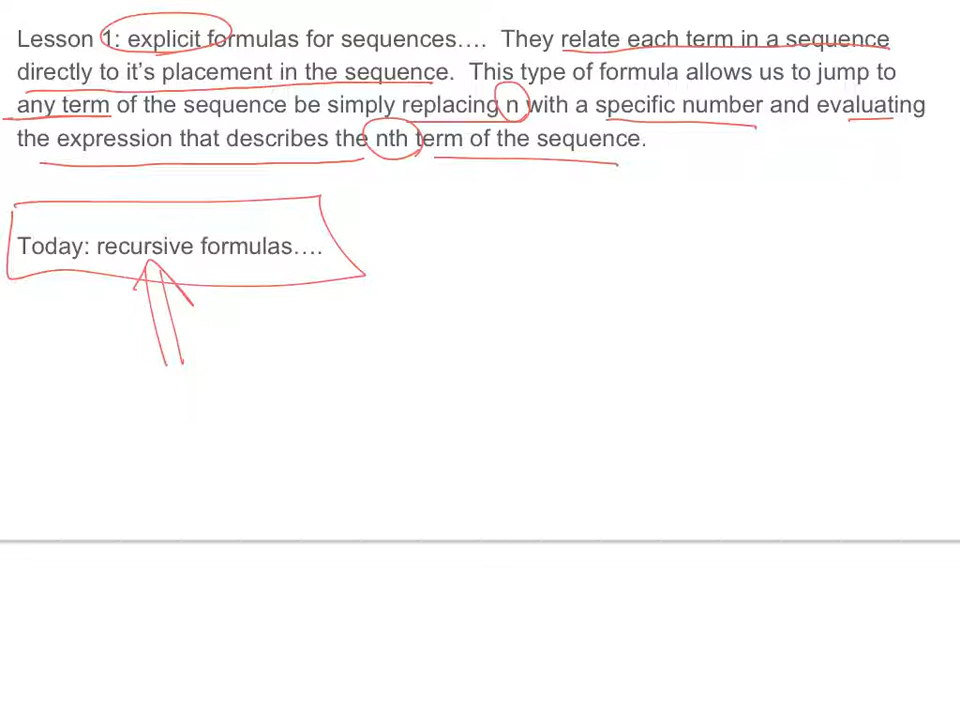 Lesson 1: explicit formulas for sequences…. They relate each term in a sequence
directly to it’s placement in the sequence. This type of formula allows us to jump to
any term of the sequence be simply replacing n with a specific number and evaluating
the expression that describes the nth term of the sequence.
Today: recursive formulas….